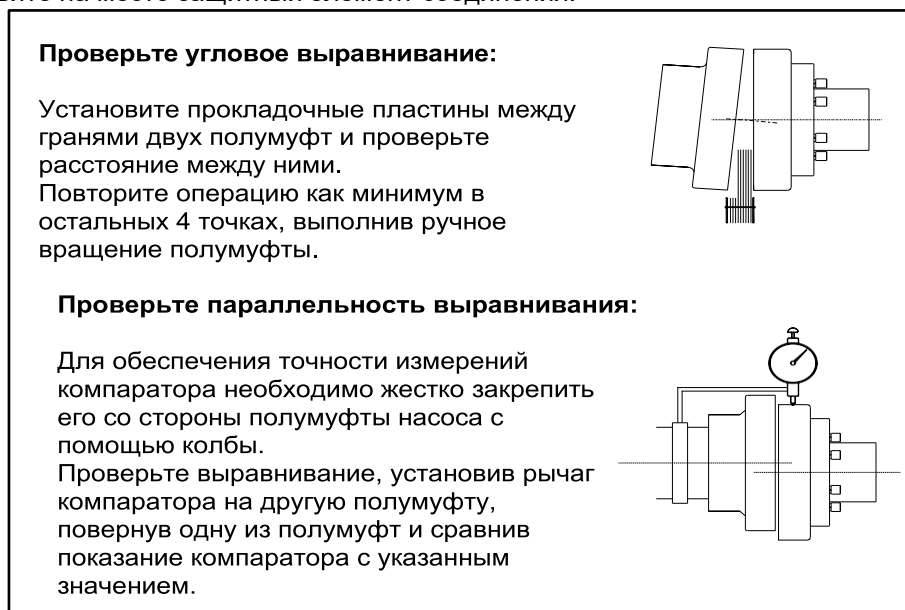 Проверьте угловое выравнивание:
Установите прокладочные пластины между
гранями двух полумуфт и проверьте
расстояние между ними.
Повторите операцию как минимум в
остальных 4 точках, выполнив ручное
вращение полумуфты.
Проверьте параллельность выравнивания:
Для обеспечения точности измерений
компаратора необходимо жестко закрепить
его со стороны полумуфты насоса с
помощью колбы.
Проверьте выравнивание, установив рычаг
компаратора на другую полумуфту,
повернув одну из полумуфт и сравнив
показание компаратора с указанным
значением.